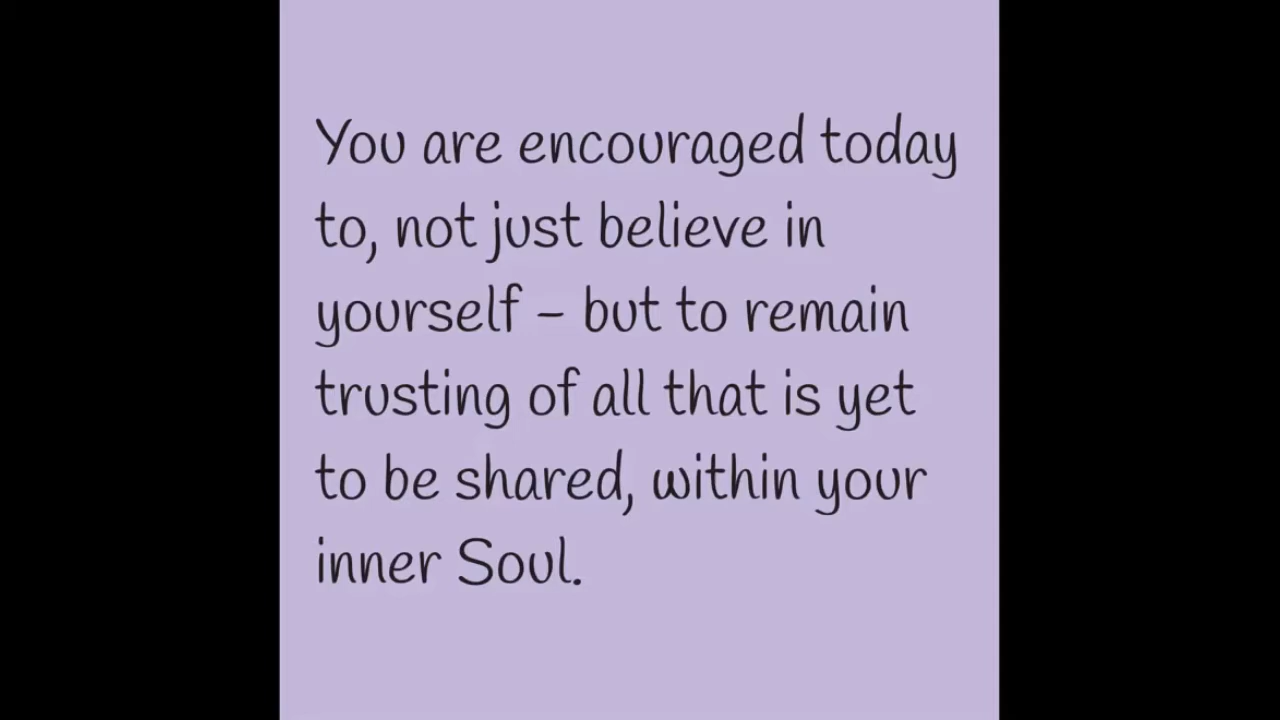 You are encouraged today
to, not just believe in
yourself – but to remain
trusting of all that is yet
to be shared, within your
inner Soul.